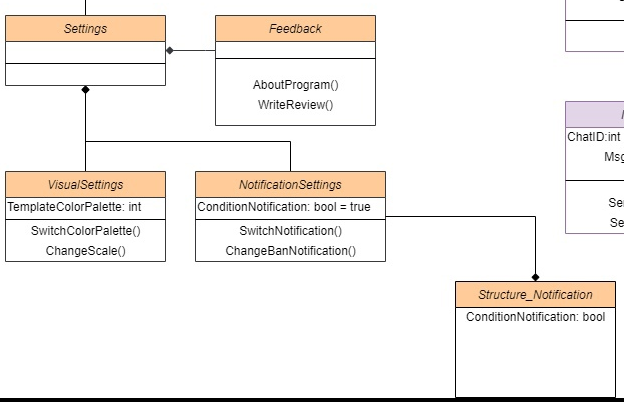 Settings
Feedback
AboutProgram()
WriteReview()
VisualSettings
TemplateColorPalette: int
SwitchColorPalette()
ChangeScale()
NotificationSettings
ConditionNotification: bool = true
SwitchNotification()
ChangeBanNotification()
ChatID:int
Structure_Notification
ConditionNotification: bool